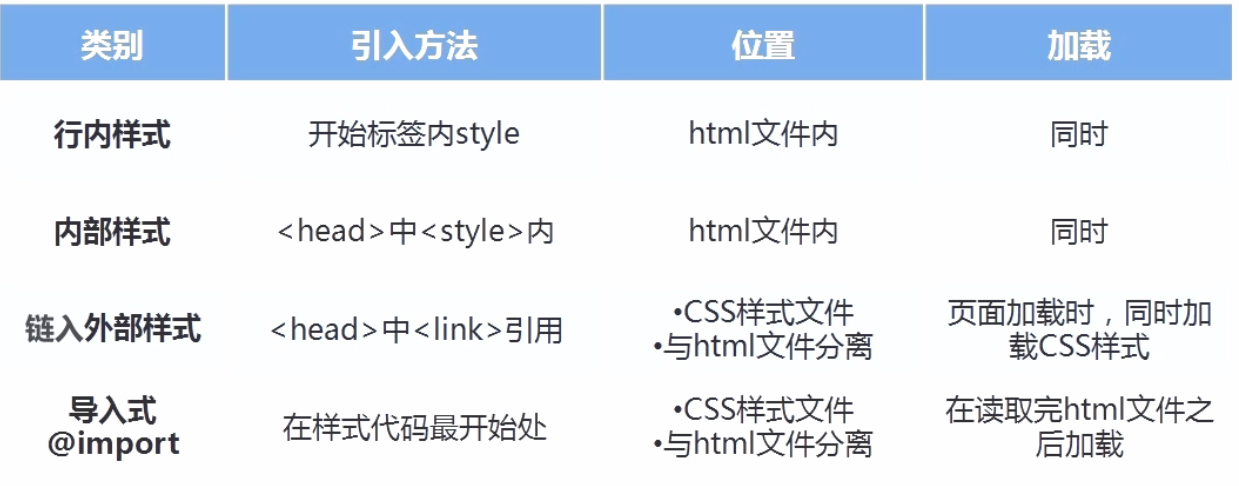 类别 引入方法 位置 加载
行内样式 开始标签内style html文件内 同时
内部样式 <head>中<style>内 html文件内 同时
链入外部样式 <head>中<link>引用
•CSS样式文件
•与html文件分离
页面加载时，同时加
载CSS样式
导入式
@import
在样式代码最开始处
•CSS样式文件
•与html文件分离
在读取完html文件之
后加载